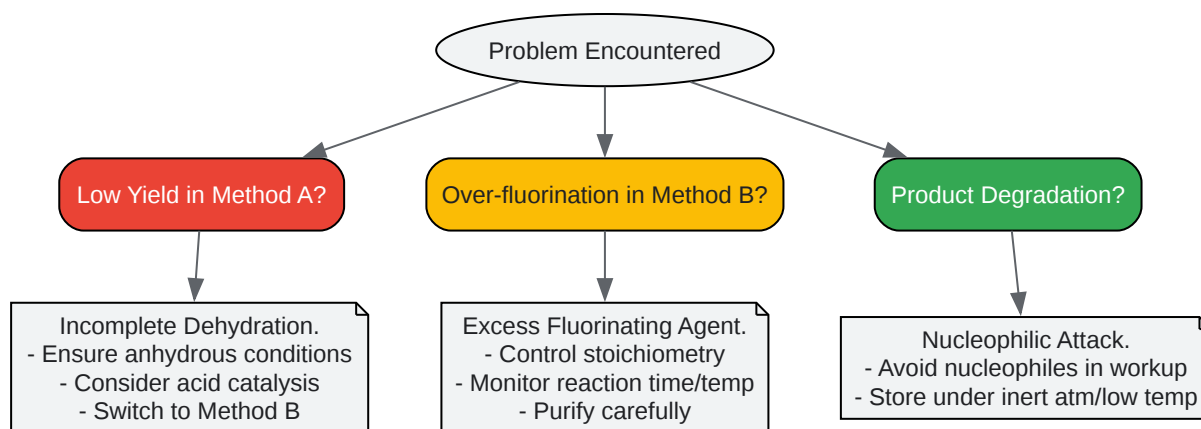 Problem Encountered
Low Yield in Method A?
Over-fluorination in Method B?
Product Degradation?
Incomplete Dehydration.
- Ensure anhydrous conditions
- Consider acid catalysis
- Switch to Method B
Excess Fluorinating Agent.
- Control stoichiometry
- Monitor reaction time/temp
- Purify carefully
Nucleophilic Attack.
- Avoid nucleophiles in workup
- Store under inert atm/low temp